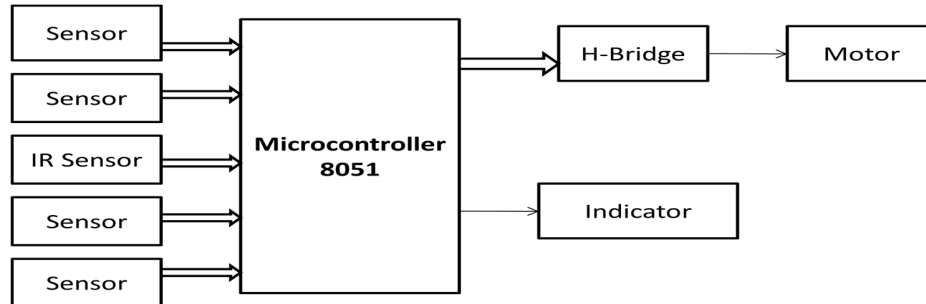 Sensor
Sensor
IR Sensor
Sensor
Sensor
Microcontroller
8051
H-Bridge
Motor
Indicator